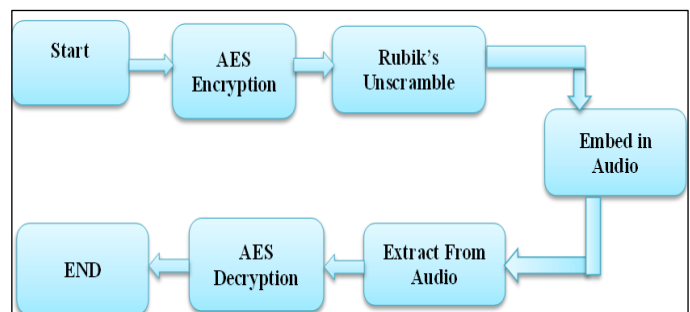 Start
AES
Encryption
Rubik’s
Unscramble
Embed in
Audio
Extract From
Audio
AES
Decryption
END